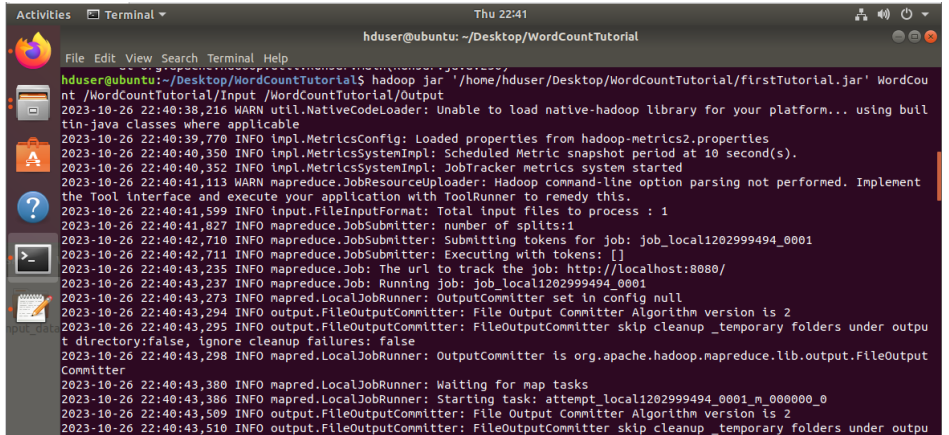 Activities Terminal Thu 22:41
hduser@ubuntu: ~/Desktop/WordCountTutorial
File Edit View Search Terminal Help
hduser@ubuntu:~/Desktop/WordCountTutorial$ hadoop jar '/home/hduser/Desktop/WordCountTutorial/firstTutorial.jar' WordCou
nt /WordCountTutorial/Input /WordCountTutorial/Output
2023-10-26 22:40:38,216 WARN util.NativeCodeLoader: Unable to load native-hadoop library for your platform... using buil
tin-java classes where applicable
2023-10-26 22:40:39,770 INFO impl.MetricsConfig: Loaded properties from hadoop-metrics2.properties
2023-10-26 22:40:40,350 INFO impl.MetricsSystemImpl: Scheduled Metric snapshot period at 10 second(s).
2023-10-26 22:40:40,352 INFO impl.MetricsSystemImpl: JobTracker metrics system started
2023-10-26 22:40:41,113 WARN mapreduce.JobResourceUploader: Hadoop command-line option parsing not performed. Implement
the Tool interface and execute your application with ToolRunner to remedy this.
2023-10-26 22:40:41,599 INFO input.FileInputFormat: Total input files to process : 1
2023-10-26 22:40:41,827 INFO mapreduce.JobSubmitter: number of splits:1
2023-10-26 22:40:42,710 INFO mapreduce.JobSubmitter: Submitting tokens for job: job_local1202999494_0001
2023-10-26 22:40:42,711 INFO mapreduce.JobSubmitter: Executing with tokens: []
2023-10-26 22:40:43,235 INFO mapreduce.Job: The url to track the job: http://localhost:8080/
2023-10-26 22:40:43,237 INFO mapreduce.Job: Running job: job_local1202999494_0001
2023-10-26 22:40:43,273 INFO mapred.LocalJobRunner: OutputCommitter set in config null
2023-10-26 22:40:43,294 INFO output.FileOutputCommitter: File Output Committer Algorithm version is 2
2023-10-26 22:40:43,295 INFO output.FileOutputCommitter: FileOutputCommitter skip cleanup _temporary folders under outpu
t directory:false, ignore cleanup failures: false
2023-10-26 22:40:43,298 INFO mapred.LocalJobRunner: OutputCommitter is org.apache.hadoop.mapreduce.lib.output.FileOutput
Committer
2023-10-26 22:40:43,380 INFO mapred.LocalJobRunner: Waiting for map tasks
2023-10-26 22:40:43,386 INFO mapred.LocalJobRunner: Starting task: attempt_local1202999494_0001_m_000000_0
2023-10-26 22:40:43,509 INFO output.FileOutputCommitter: File Output Committer Algorithm version is 2
2023-10-26 22:40:43,510 INFO output.FileOutputCommitter: FileOutputCommitter skip cleanup _temporary folders under outpu